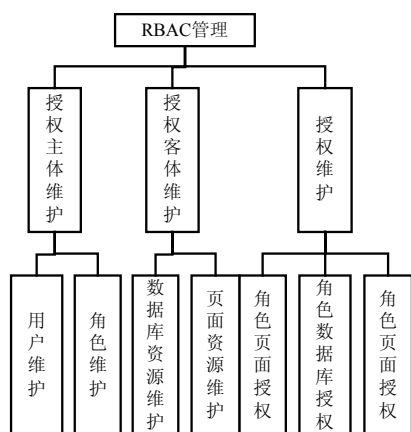 RBAC管理
授权主体维护
授权客体维护
授权维护
用户维护
角色维护
数据库资源维护
页面资源维护
角色页面授权
角色数据库授权
角色页面授权